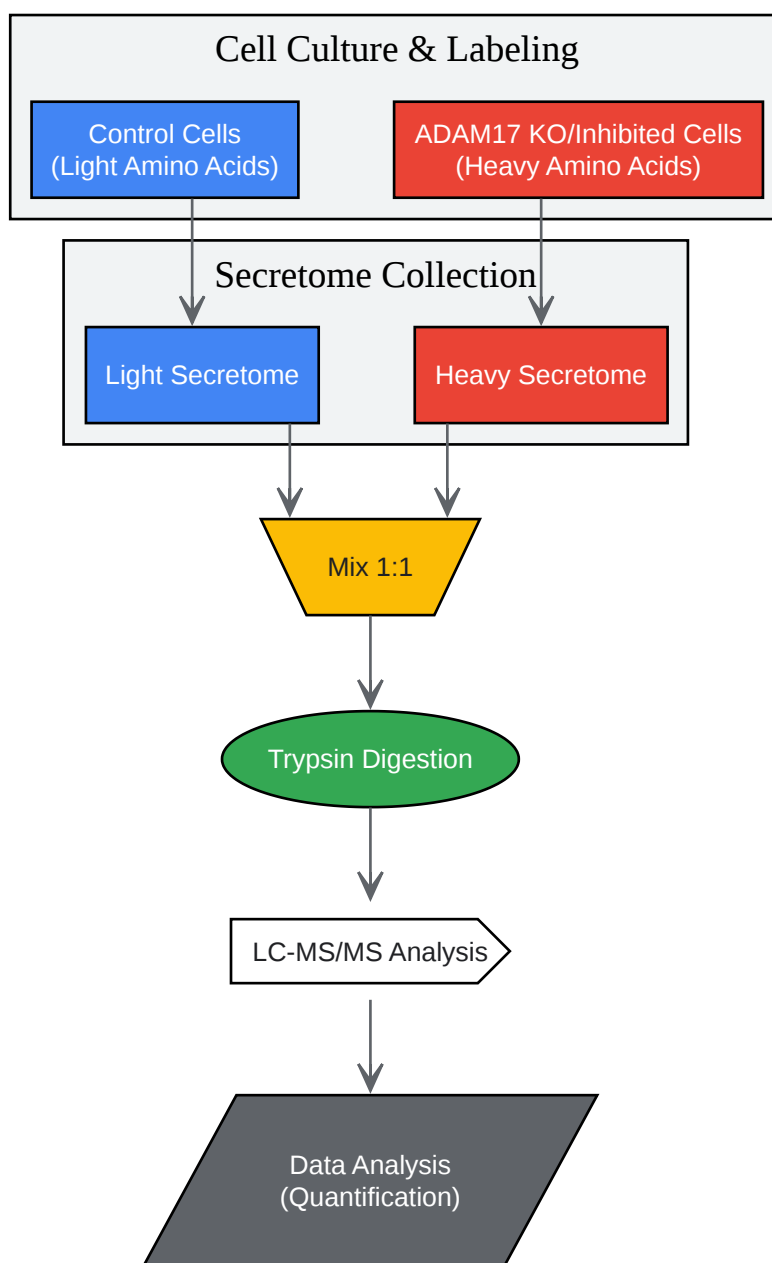 Cell Culture & Labeling
Control Cells
(Light Amino Acids)
ADAM17 KO/Inhibited Cells
(Heavy Amino Acids)
Secretome Collection
Light Secretome
Heavy Secretome
Mix 1:1
Trypsin Digestion
LC-MS/MS Analysis
Data Analysis
(Quantification)